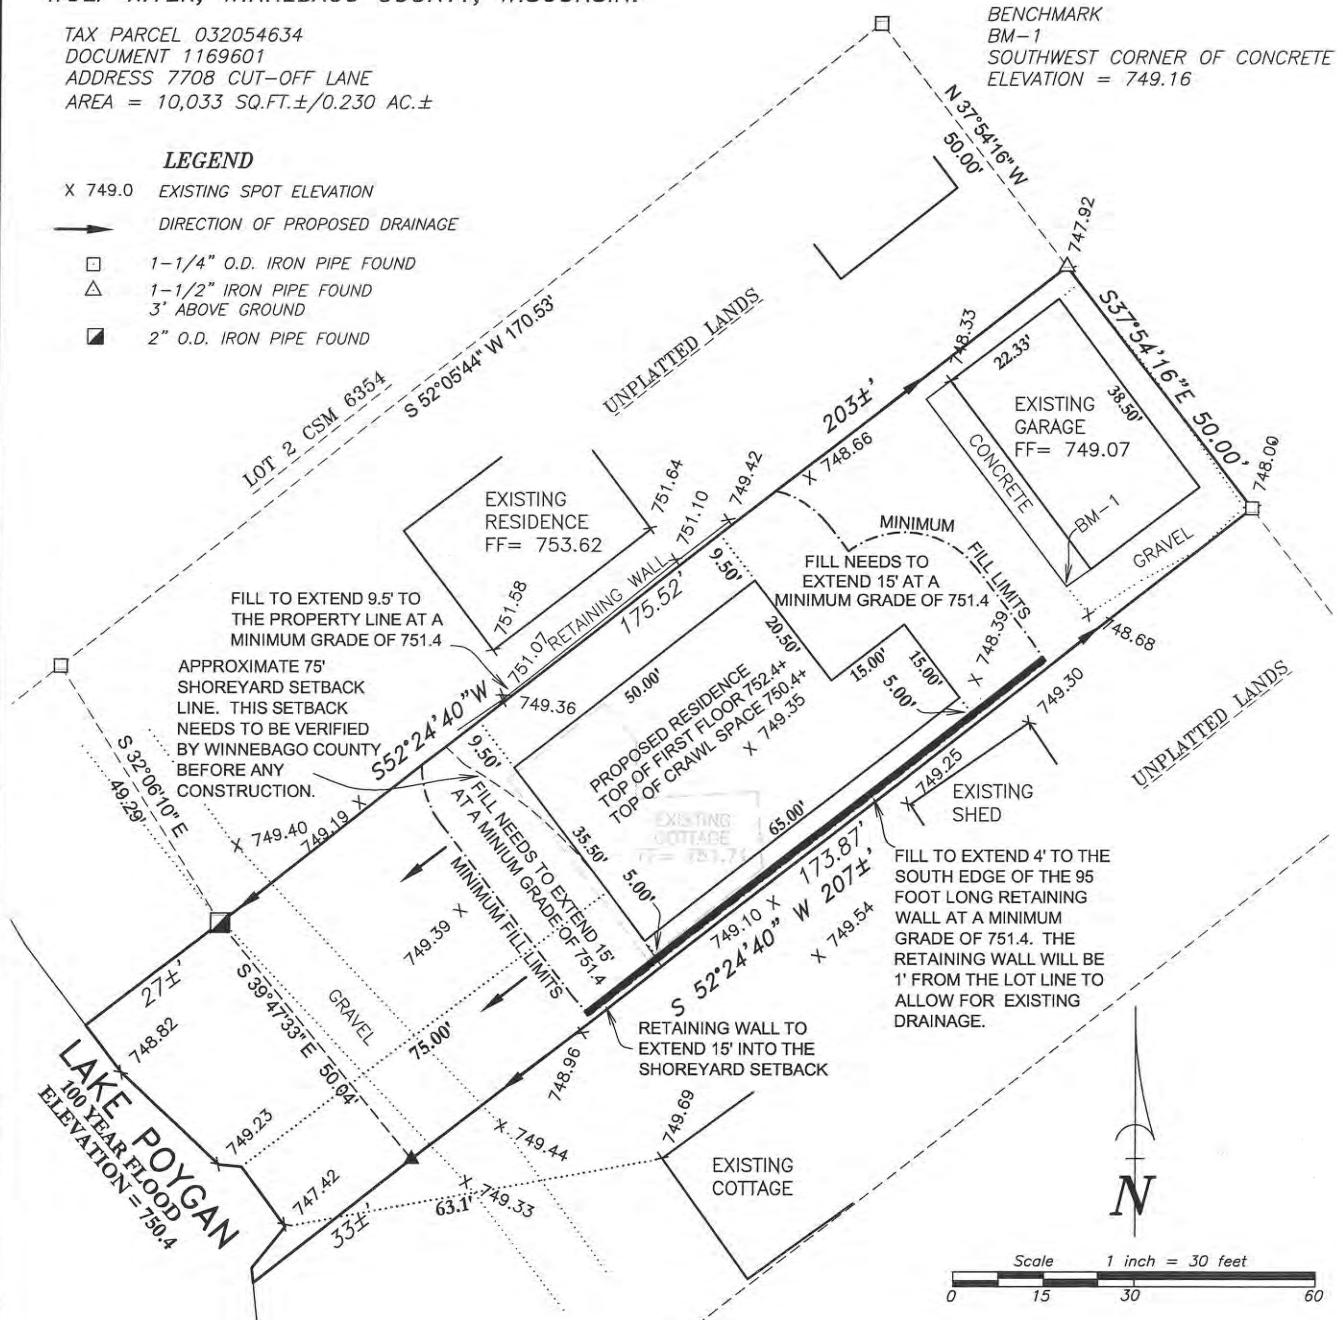 WOLF RIVER, WINNEBAGO COUNTY, WISCONSIN.
TAX PARCEL 032054634
DOCUMENT 1169601
ADDRESS 7708 CUT-OFF LANE
AREA = 10,033 SQ.FT.±/0.230 AC.±
BENCHMARK
BM-1
SOUTHWEST CORNER OF CONCRETE
ELEVATION = 749.16
LEGEND
X 749.0 EXISTING SPOT ELEVATION
DIRECTION OF PROPOSED DRAINAGE
1-1/4" O.D. IRON PIPE FOUND
1-1/2" IRON PIPE FOUND
3' ABOVE GROUND
2" O.D. IRON PIPE FOUND
N 37°54'16" W
50.00'
747.92
S 52°05'44" W 170.53'
LOT 2 CSM 6354
UNPLATTED LANDS
S37°54'16"E 50.00'
748.33
22.33'
38.50'
EXISTING
GARAGE
FF= 749.07
CONCRETE
BM-1
GRAVEL
748.00
203±'
X 748.66
EXISTING
RESIDENCE
FF= 753.62
751.64
751.10
749.42
751.58
751.07
RETAINING WALL
175.52'
9.50'
MINIMUM
FILL LIMITS
FILL NEEDS TO
EXTEND 15' AT A
MINIMUM GRADE OF 751.4
748.39
748.68
FILL TO EXTEND 9.5' TO
THE PROPERTY LINE AT A
MINIMUM GRADE OF 751.4
APPROXIMATE 75'
SHOREYARD SETBACK
LINE. THIS SETBACK
NEEDS TO BE VERIFIED
BY WINNEBAGO COUNTY
BEFORE ANY
CONSTRUCTION.
S52°24'40"W
749.36
50.00'
20.50'
15.00'
15.00'
5.00'
PROPOSED RESIDENCE
TOP OF FIRST FLOOR 752.4+
TOP OF CRAWL SPACE 750.4+
X 749.35
749.30
UNPLATTED LANDS
9.50'
FILL NEEDS TO EXTEND 15'
AT A MINIUM GRADE OF 751.4
MINIMUM FILL LIMITS
35.50'
5.00'
65.00'
EXISTING
COTTAGE
FF= 751.71
749.25
EXISTING
SHED
S 32°06'10" E
49.29'
X 749.40
749.19
749.39 X
749.10 X
173.87'
S 52°24'40" W 207±'
X 749.54
FILL TO EXTEND 4' TO THE
SOUTH EDGE OF THE 95
FOOT LONG RETAINING
WALL AT A MINIMUM
GRADE OF 751.4. THE
RETAINING WALL WILL BE
1' FROM THE LOT LINE TO
ALLOW FOR EXISTING
DRAINAGE.
27±'
S 39°47'33" E 50.04'
GRAVEL
75.00'
RETAINING WALL TO
EXTEND 15' INTO THE
SHOREYARD SETBACK
748.96
748.82
749.23
747.42
LAKE POYGAN
100 YEAR FLOOD
ELEVATION = 750.4
33±'
63.1'
749.44
749.33
749.69
EXISTING
COTTAGE
N
Scale 1 inch = 30 feet
0 15 30 60